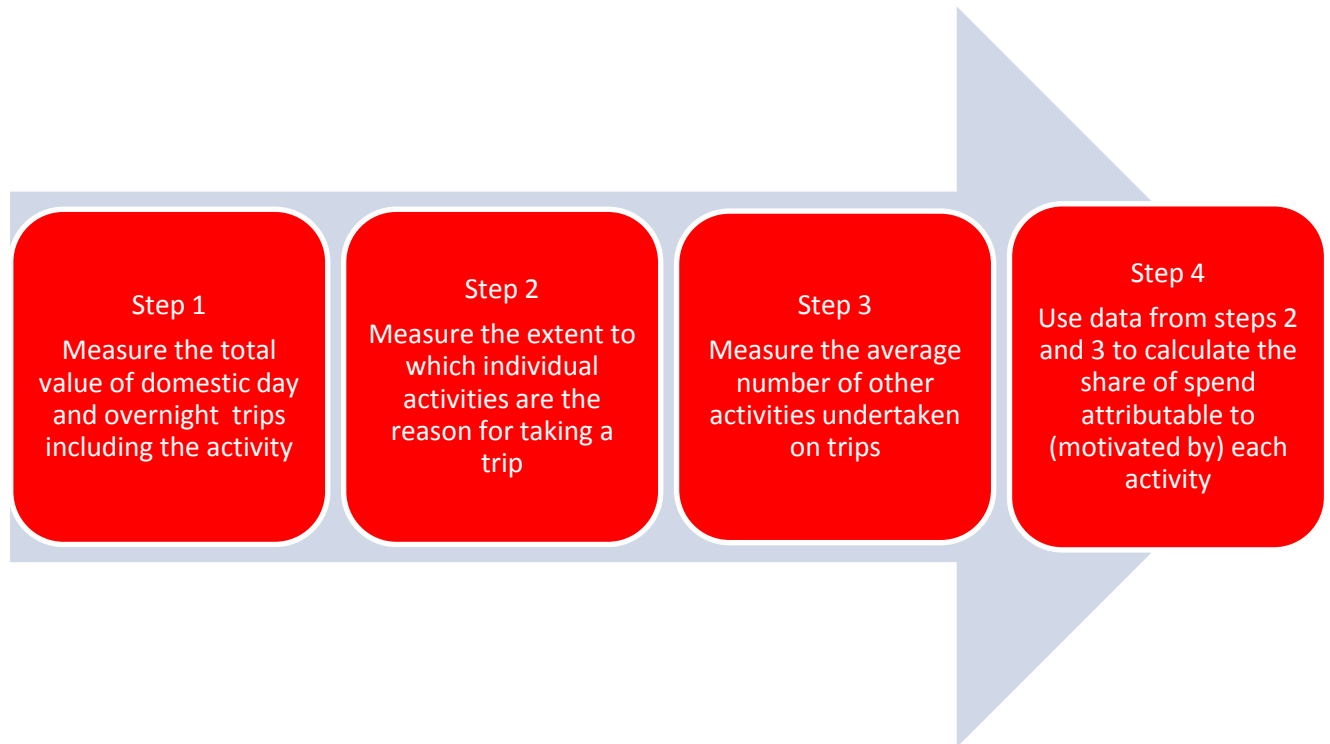 Step 1
Measure the total
value of domestic day
and overnight trips
including the activity
Step 2
Measure the extent to
which individual
activities are the
reason for taking a
trip
Step 3
Measure the average
number of other
activities undertaken
on trips
Step 4
Use data from steps 2
and 3 to calculate the
share of spend
attributable to
(motivated by) each
activity